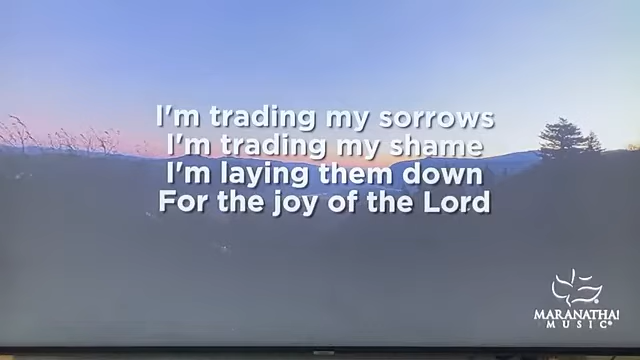 I'm trading my sorrows
I'm trading my shame
I'm laying them down
For the joy of the Lord
MARANATHA!
MUSIC®